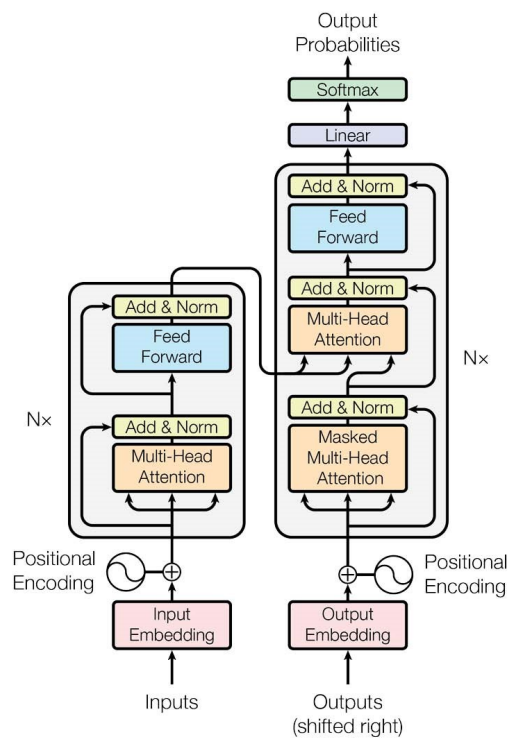 Output
Probabilities
Softmax
Linear
Add & Norm
Feed
Forward
Add & Norm
Multi-Head
Attention
Add & Norm
Masked
Multi-Head
Attention
N×
Add & Norm
Feed
Forward
Add & Norm
Multi-Head
Attention
N×
Positional
Encoding
Positional
Encoding
Input
Embedding
Output
Embedding
Inputs
Outputs
(shifted right)